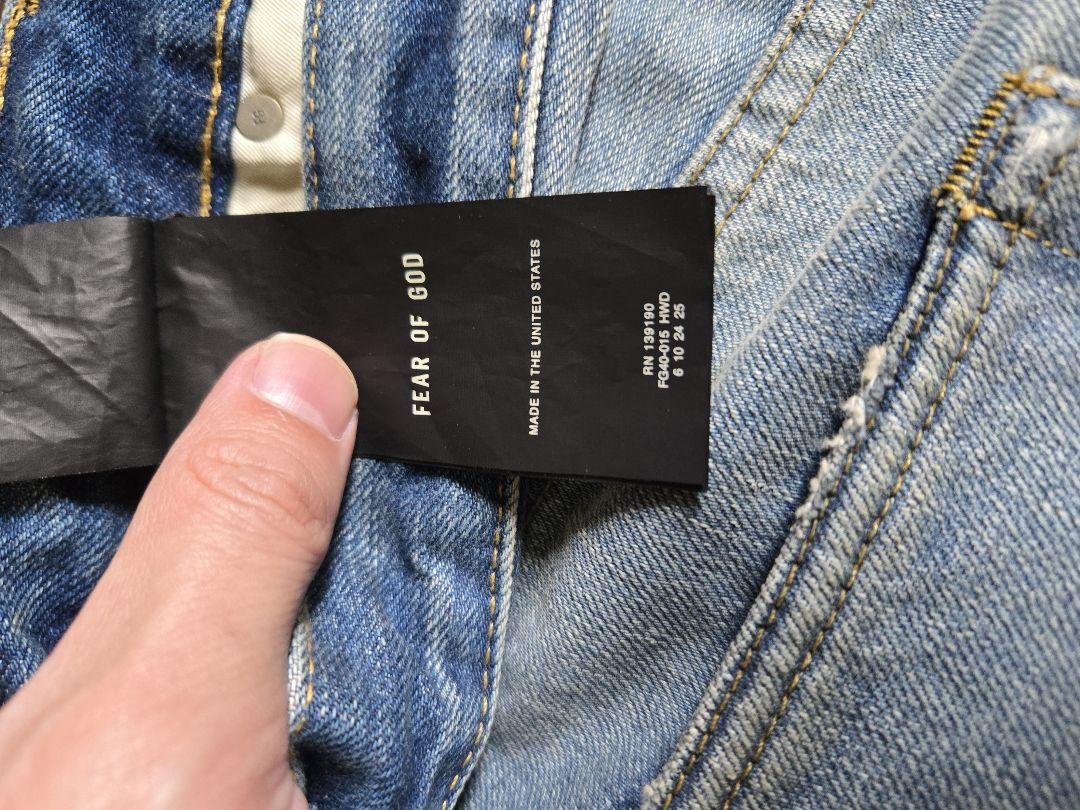 FEAR OF GOD
MADE IN THE UNITED STATES
RN 139190
FG40-015 HWD
6 10 24 25